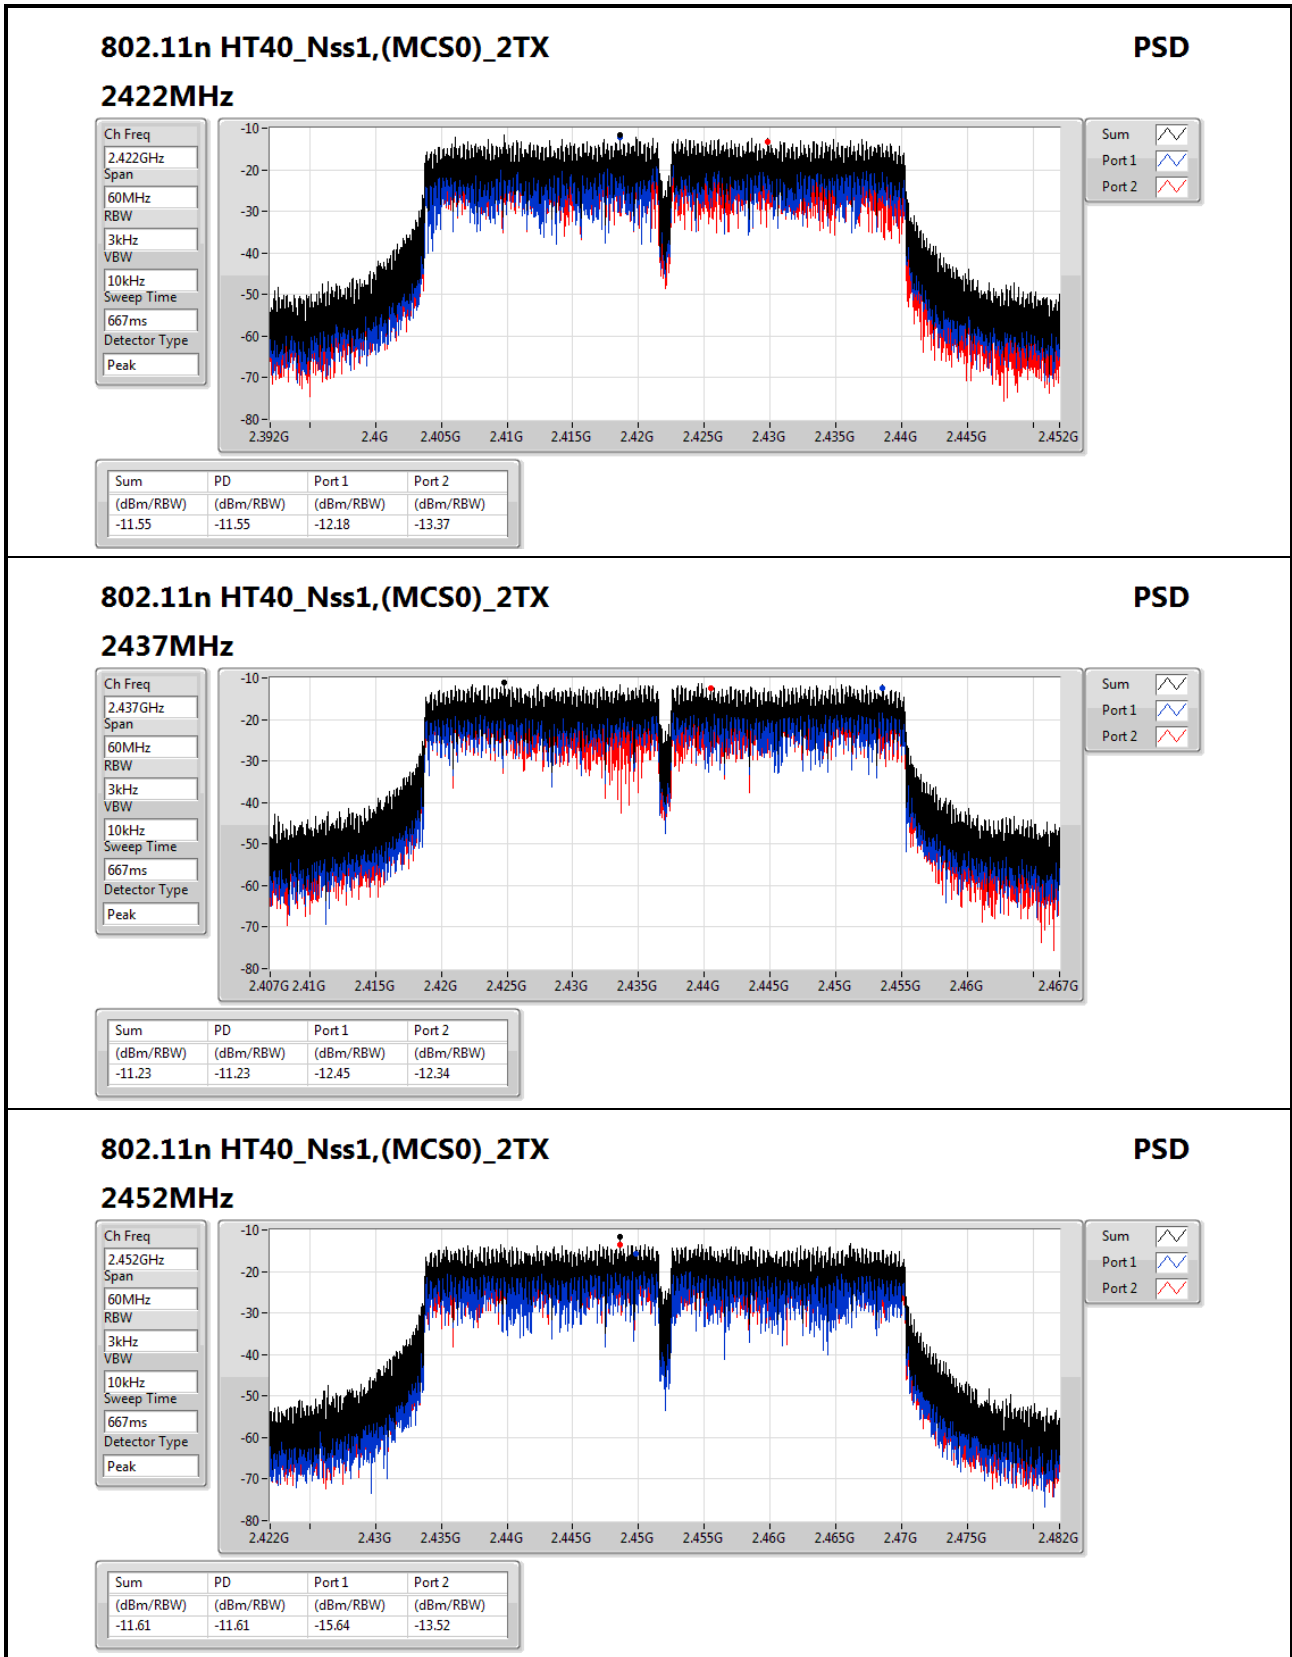 802.11n HT40_Nss1,(MCS0)_2TX PSD
2422MHz
Ch Freq
2.422GHz
Span
60MHz
RBW
3kHz
VBW
10kHz
Sweep Time
667ms
Detector Type
Peak
-10
-20
-30
-40
-50
-60
-70
-80
2.392G 2.4G 2.405G 2.41G 2.415G 2.42G 2.425G 2.43G 2.435G 2.44G 2.445G 2.452G
Sum
Port 1
Port 2
Sum PD Port 1 Port 2
(dBm/RBW) (dBm/RBW) (dBm/RBW) (dBm/RBW)
-11.55 -11.55 -12.18 -13.37
802.11n HT40_Nss1,(MCS0)_2TX PSD
2437MHz
Ch Freq
2.437GHz
Span
60MHz
RBW
3kHz
VBW
10kHz
Sweep Time
667ms
Detector Type
Peak
-10
-20
-30
-40
-50
-60
-70
-80
2.407G 2.41G 2.415G 2.42G 2.425G 2.43G 2.435G 2.44G 2.445G 2.45G 2.455G 2.46G 2.467G
Sum
Port 1
Port 2
Sum PD Port 1 Port 2
(dBm/RBW) (dBm/RBW) (dBm/RBW) (dBm/RBW)
-11.23 -11.23 -12.45 -12.34
802.11n HT40_Nss1,(MCS0)_2TX PSD
2452MHz
Ch Freq
2.452GHz
Span
60MHz
RBW
3kHz
VBW
10kHz
Sweep Time
667ms
Detector Type
Peak
-10
-20
-30
-40
-50
-60
-70
-80
2.422G 2.43G 2.435G 2.44G 2.445G 2.45G 2.455G 2.46G 2.465G 2.47G 2.475G 2.482G
Sum
Port 1
Port 2
Sum PD Port 1 Port 2
(dBm/RBW) (dBm/RBW) (dBm/RBW) (dBm/RBW)
-11.61 -11.61 -15.64 -13.52